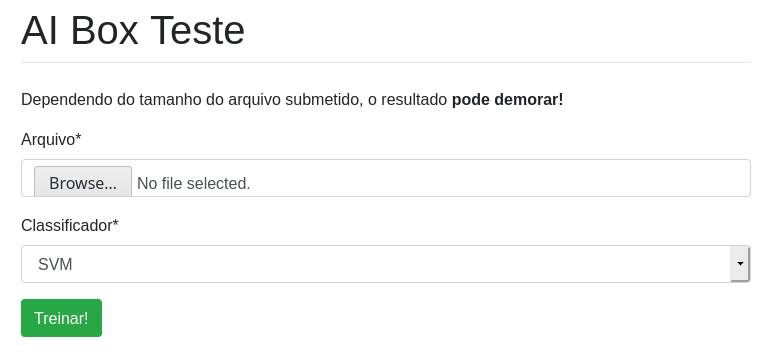 AI Box Teste
Dependendo do tamanho do arquivo submetido, o resultado pode demorar!
Arquivo*
Browse... No file selected.
Classificador*
SVM
Treinar!